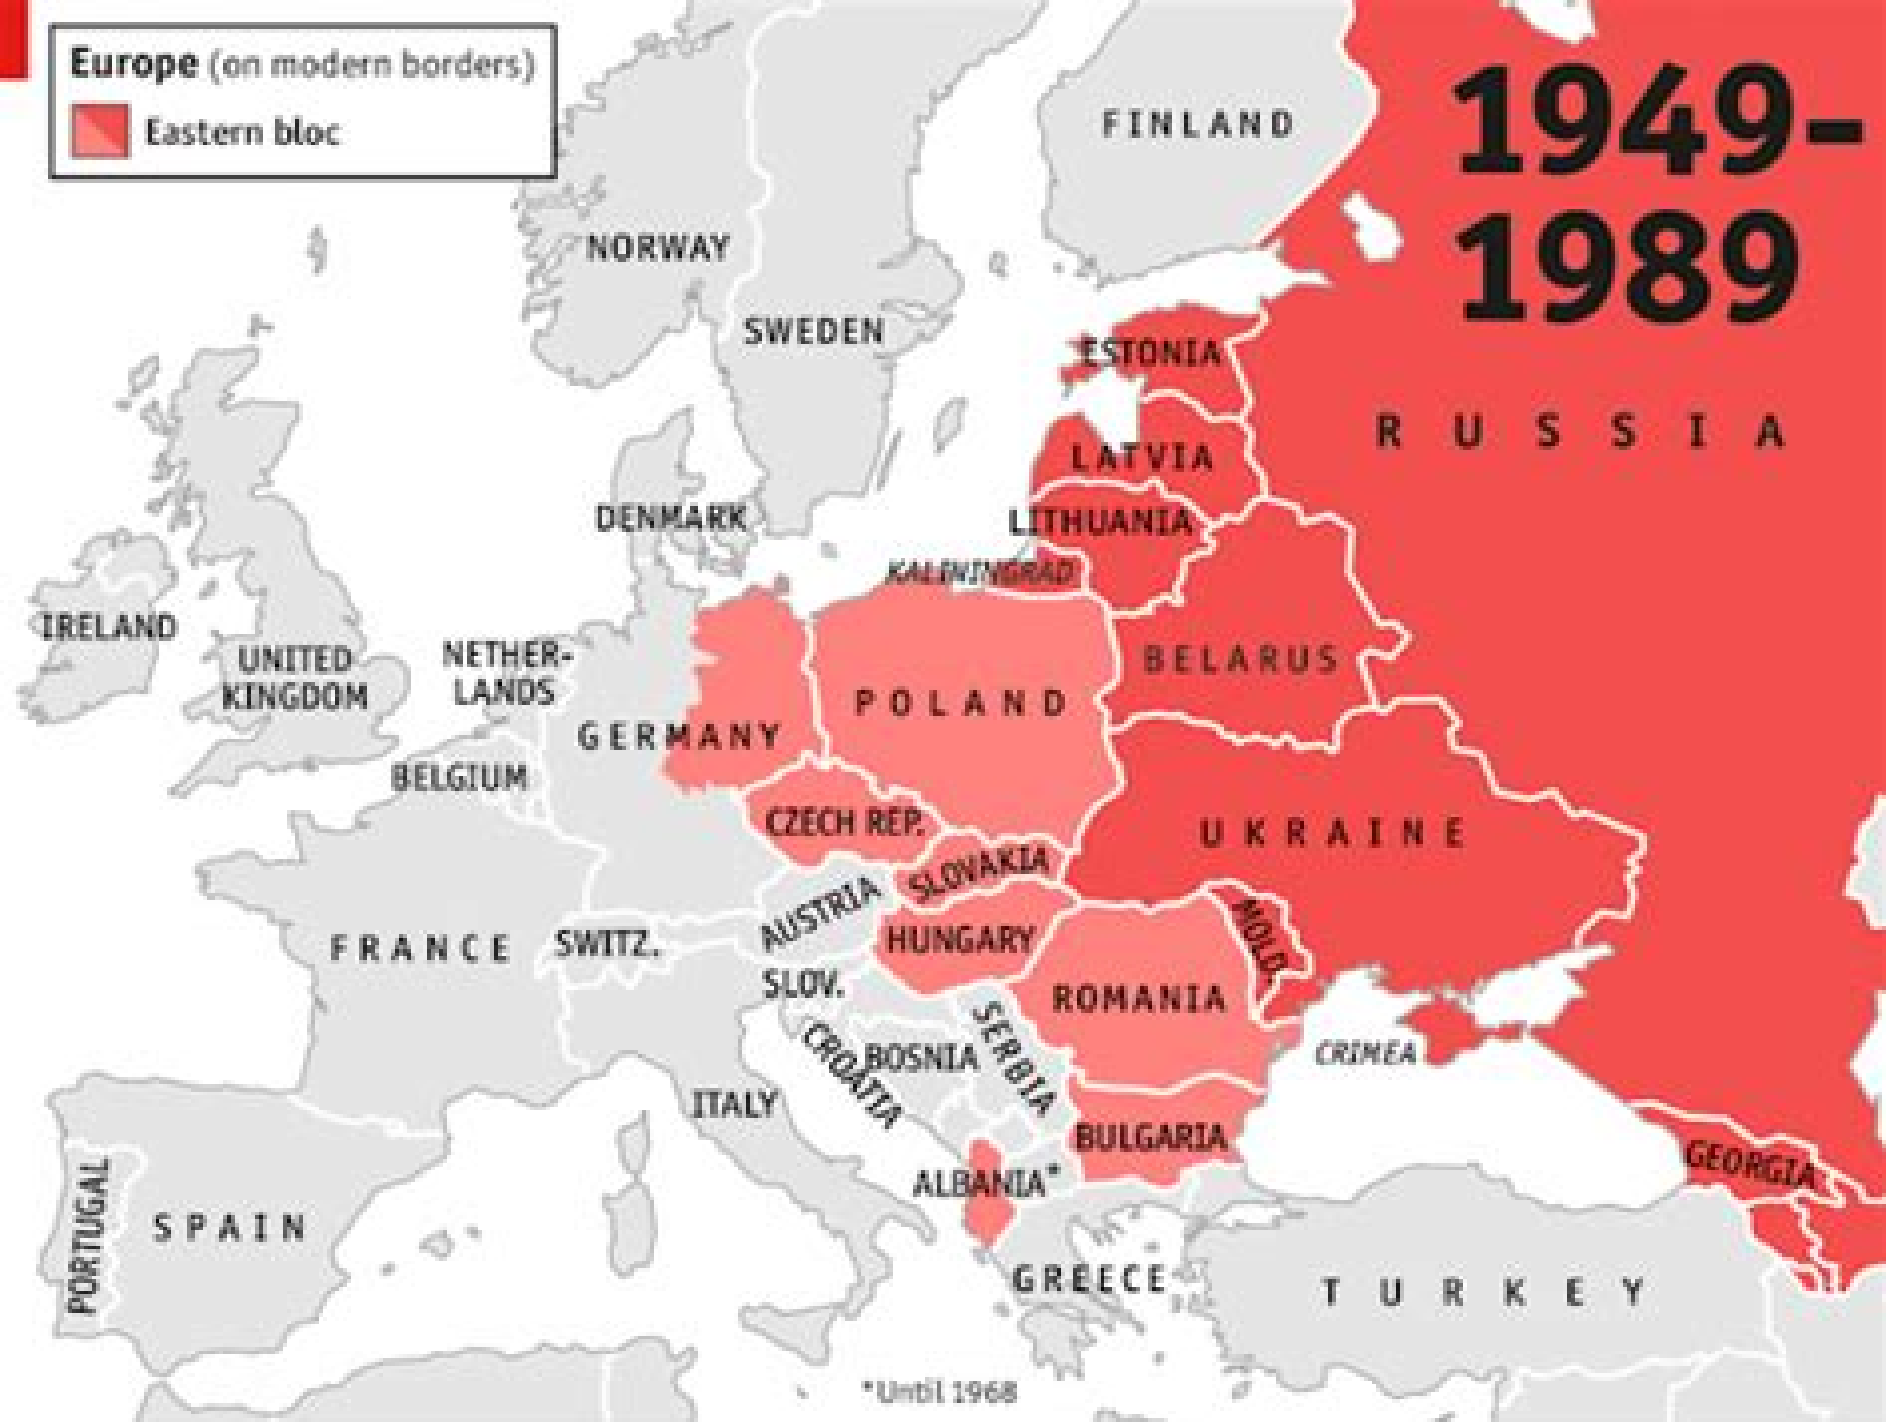 Europe (on modern borders)
Eastern bloc
1949-
1989
FINLAND
NORWAY
SWEDEN
ESTONIA
RUSSIA
LATVIA
DENMARK
LITHUANIA
KALININGRAD
IRELAND
UNITED
KINGDOM
NETHER-
LANDS
BELARUS
POLAND
GERMANY
BELGIUM
CZECH REP.
UKRAINE
SLOVAKIA
AUSTRIA
FRANCE
SWITZ.
HUNGARY
MOLD.
SLOV.
ROMANIA
SERBIA
CROATIA
BOSNIA
CRIMEA
ITALY
BULGARIA
GEORGIA
ALBANIA*
PORTUGAL
SPAIN
GREECE
TURKEY
*Until 1968